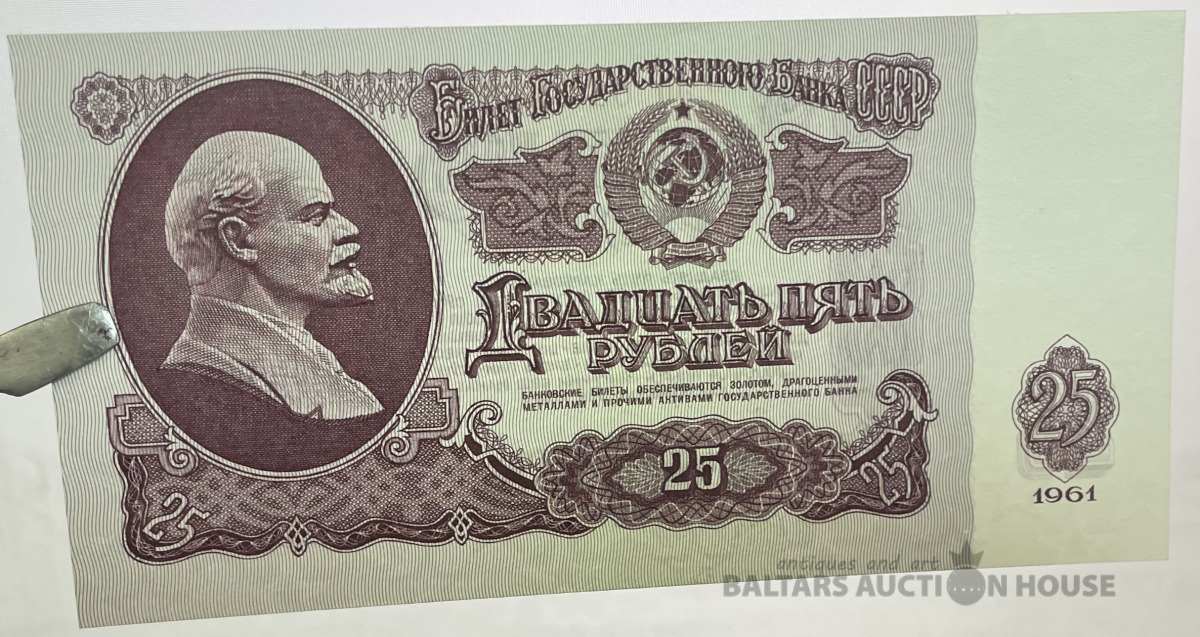 Билет Государственного Банка СССР
Двадцать пять
рублей
БАНКОВСКИЕ БИЛЕТЫ ОБЕСПЕЧИВАЮТСЯ ЗОЛОТОМ, ДРАГОЦЕННЫМИ
МЕТАЛЛАМИ И ПРОЧИМИ АКТИВАМИ ГОСУДАРСТВЕННОГО БАНКА
25
25
25
25
1961
antiques and art
BALTARS AUCTION HOUSE